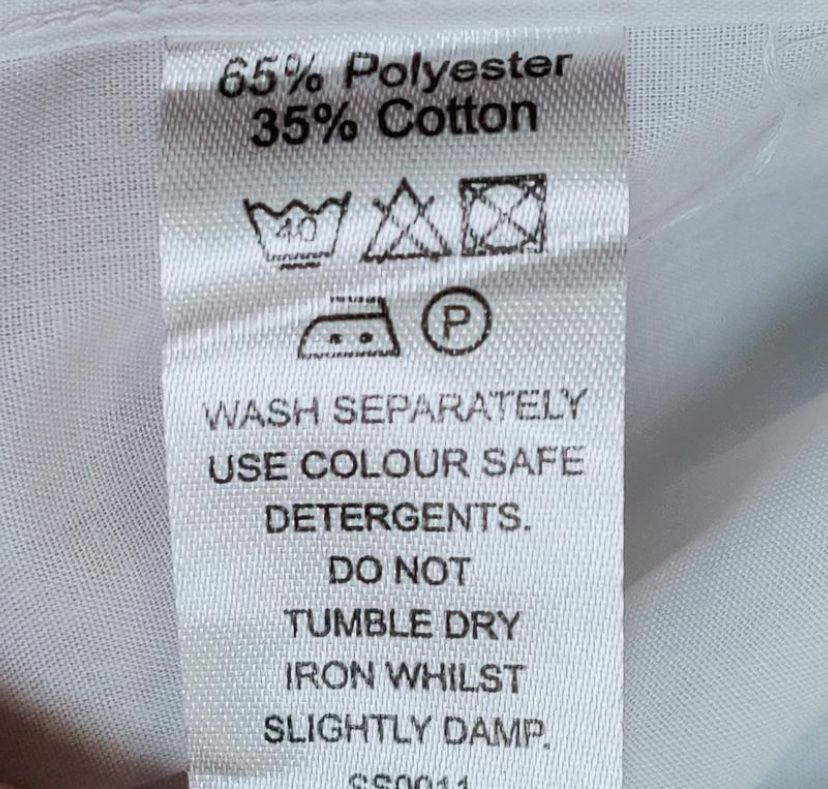 65% Polyester
35% Cotton
40
P
WASH SEPARATELY
USE COLOUR SAFE
DETERGENTS.
DO NOT
TUMBLE DRY
IRON WHILST
SLIGHTLY DAMP.
SS0011